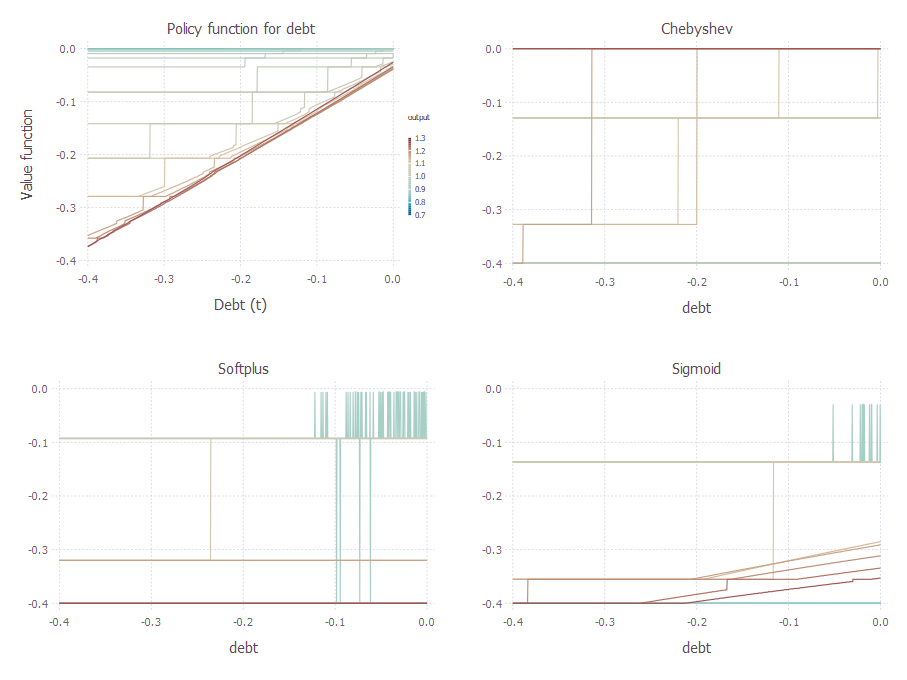 Policy function for debt
Value function
0.0
-0.1
-0.2
-0.3
-0.4
-0.4 -0.3 -0.2 -0.1 0.0
Debt (t)
output
1.3
1.2
1.1
1.0
0.9
0.8
0.7
Chebyshev
0.0
-0.1
-0.2
-0.3
-0.4
-0.4 -0.3 -0.2 -0.1 0.0
debt
Softplus
0.0
-0.1
-0.2
-0.3
-0.4
-0.4 -0.3 -0.2 -0.1 0.0
debt
Sigmoid
0.0
-0.1
-0.2
-0.3
-0.4
-0.4 -0.3 -0.2 -0.1 0.0
debt